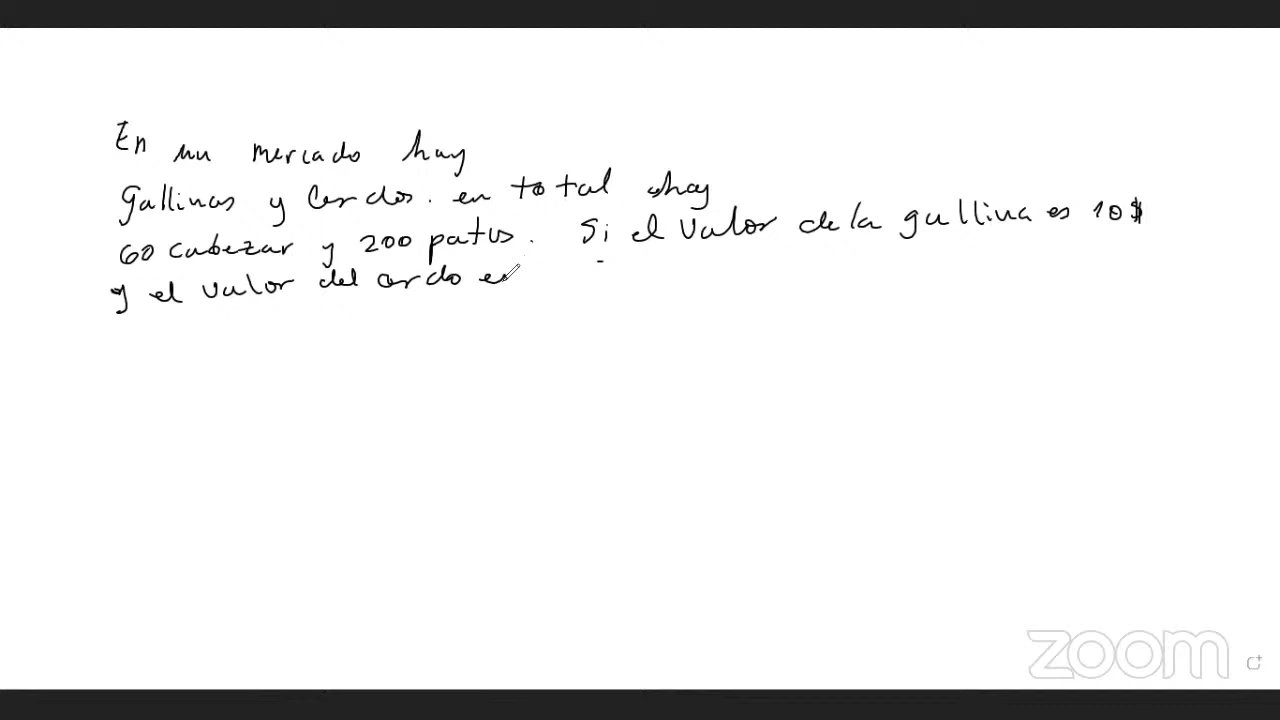 En un mercado hay
Gallinas y Cerdos. en total hay
60 cabezas y 200 patas. Si el valor de la gallina es 10$
y el valor del cerdo es
zoom